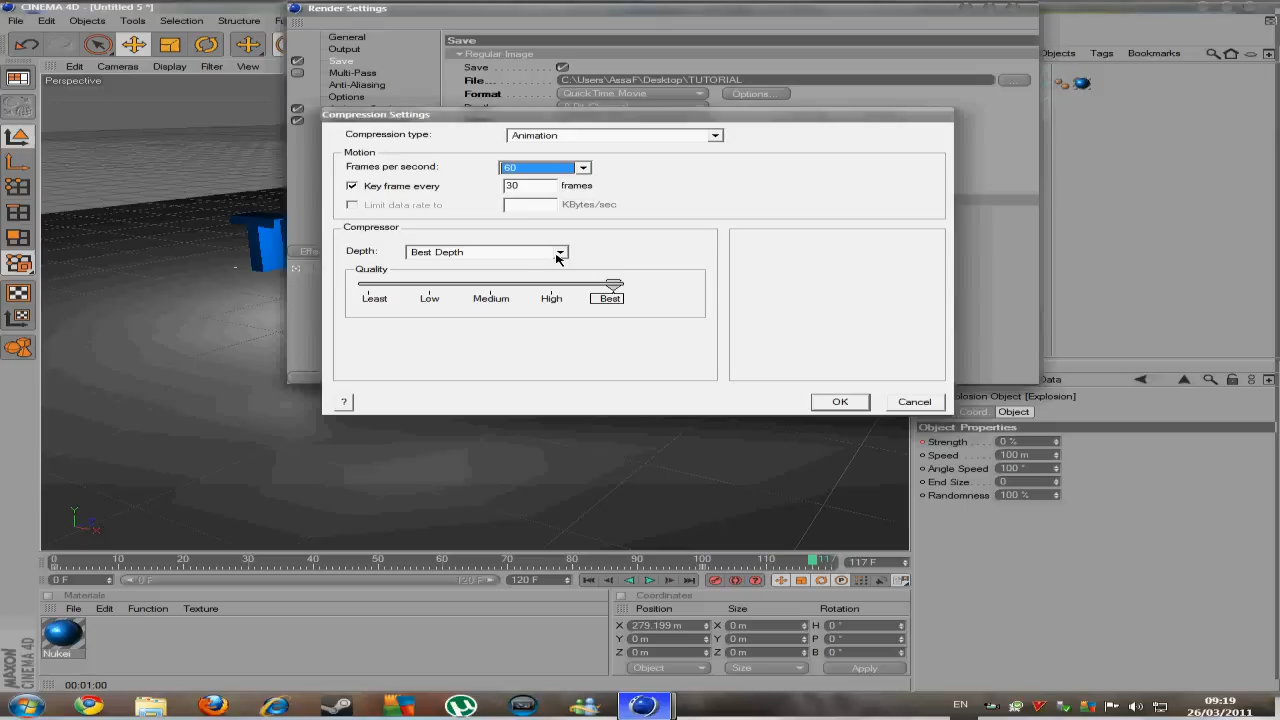 CINEMA 4D - [Untitled 5 *]
Render Settings
File Edit Objects Tools Selection Structure
General
Output
Save
Multi-Pass
Anti-Aliasing
Options
Save
Regular Image
Save
File... C:\Users\AssaF\Desktop\TUTORIAL ...
Format QuickTime Movie Options...
Objects Tags Bookmarks
Edit Cameras Display Filter View
Perspective
Compression Settings
Compression type: Animation
Motion
Frames per second: 60
Key frame every 30 frames
Limit data rate to KBytes/sec
Compressor
Depth: Best Depth
Quality
Least Low Medium High Best
? OK Cancel
Effe
Data
plosion Object [Explosion]
Coord. Object
Object Properties
Strength 0 %
Speed 100 m
Angle Speed 100 °
End Size 0
Randomness 100 %
Y
X
0 10 20 30 40 50 60 70 80 90 100 110 117 117 F
0 F 0 F 120 F 120 F
Materials
File Edit Function Texture
Nukei
Coordinates
Position Size Rotation
X 279.199 m X 0 m H 0 °
Y 0 m Y 0 m P 0 °
Z 0 m Z 0 m B 0 °
Object Size Apply
MAXON CINEMA 4D
00:01:00
EN
09:19
26/03/2011